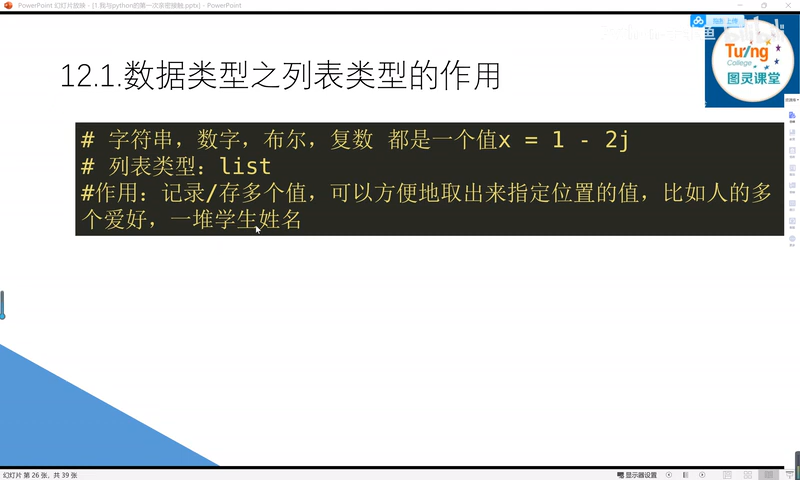 PowerPoint 幻灯片放映 - [1.我与python的第一次亲密接触.pptx] - PowerPoint
12.1.数据类型之列表类型的作用
Tu/ng
College
图灵课堂
# 字符串，数字，布尔，复数 都是一个值x = 1 - 2j
# 列表类型：list
#作用：记录/存多个值，可以方便地取出来指定位置的值，比如人的多
个爱好，一堆学生姓名
幻灯片 第 26 张，共 39 张
显示器设置